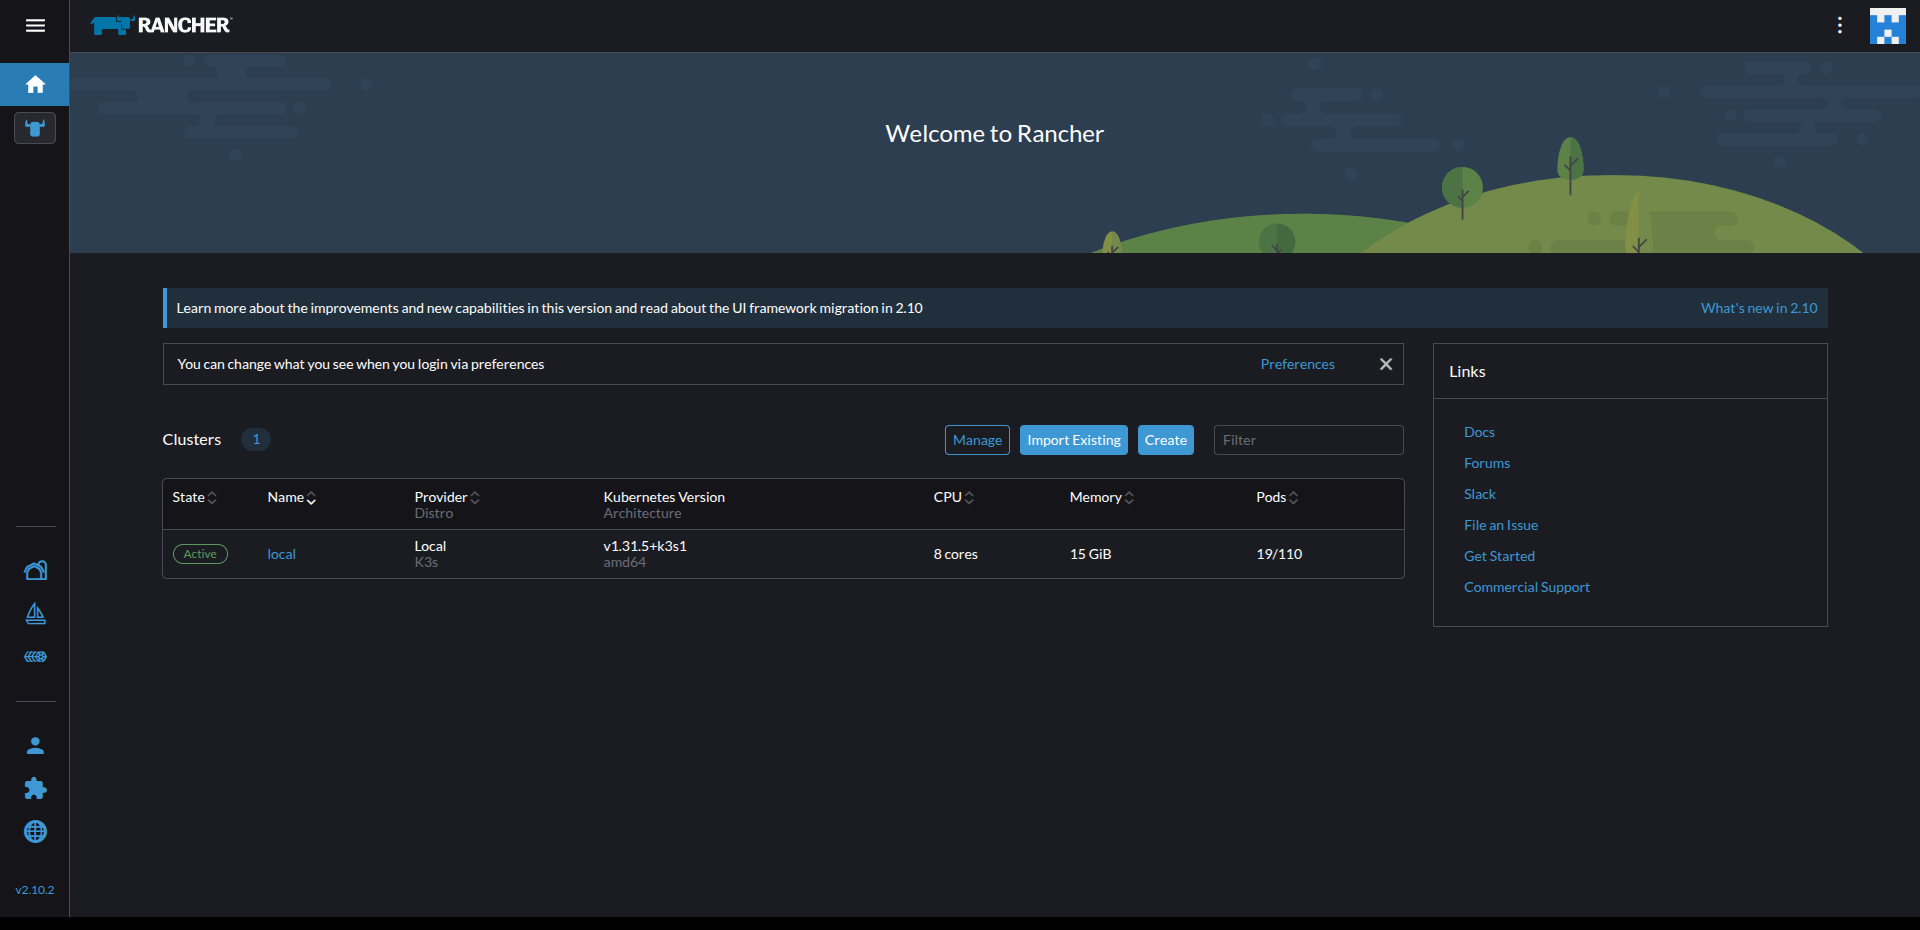 RANCHER
Welcome to Rancher
Learn more about the improvements and new capabilities in this version and read about the UI framework migration in 2.10
What's new in 2.10
You can change what you see when you login via preferences
Preferences
Links
Docs
Forums
Slack
File an Issue
Get Started
Commercial Support
Clusters 1
Manage Import Existing Create Filter
State Name Provider Kubernetes Version CPU Memory Pods
Distro Architecture
Active local Local v1.31.5+k3s1 8 cores 15 GiB 19/110
K3s amd64
v2.10.2